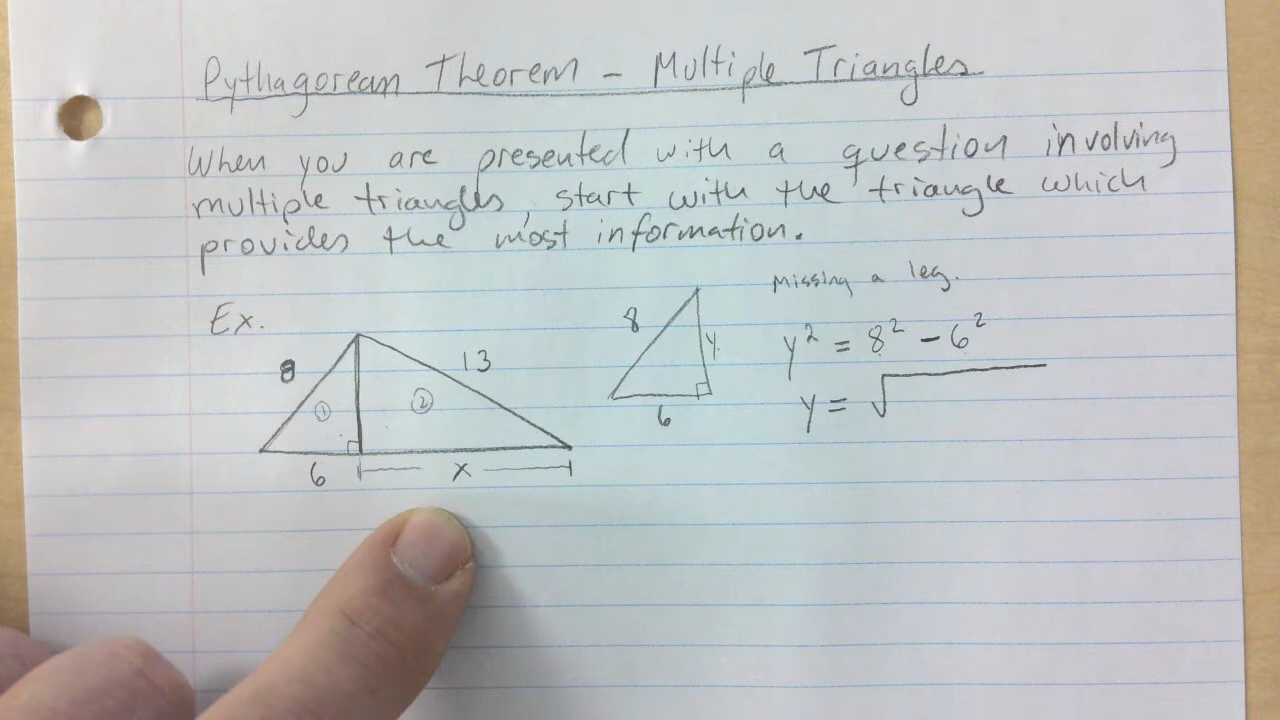 Pythagorean Theorem - Multiple Triangles
When you are presented with a question involving
multiple triangles, start with the triangle which
provides the most information.
Ex.
8
13
①
②
6
x
8
y
6
Missing a leg.
y² = 8² - 6²
y = √